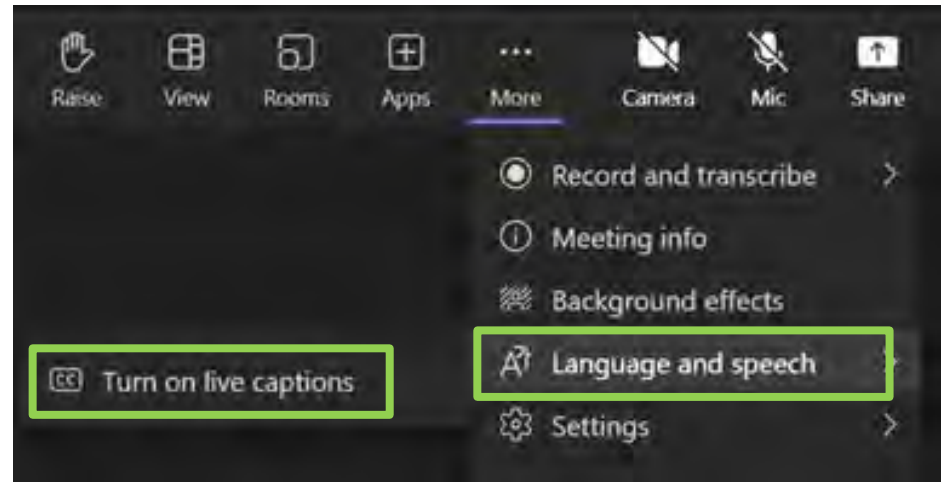 Raise View Rooms Apps More Camera Mic Share
Record and transcribe
Meeting info
Background effects
Language and speech
CC Turn on live captions
Settings